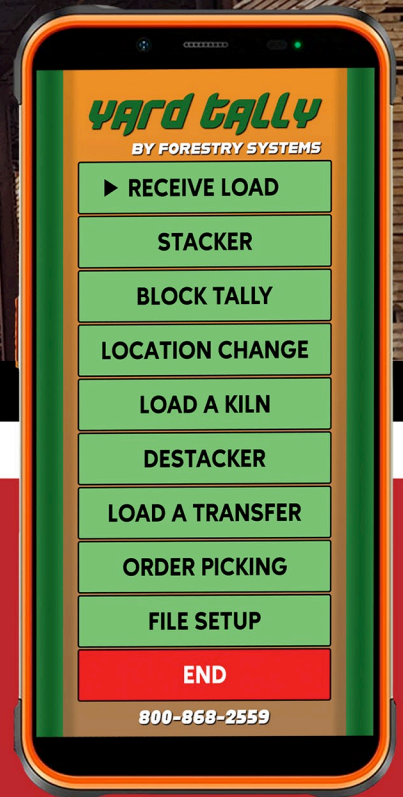 yard tally
BY FORESTRY SYSTEMS
▶ RECEIVE LOAD
STACKER
BLOCK TALLY
LOCATION CHANGE
LOAD A KILN
DESTACKER
LOAD A TRANSFER
ORDER PICKING
FILE SETUP
END
800-868-2559